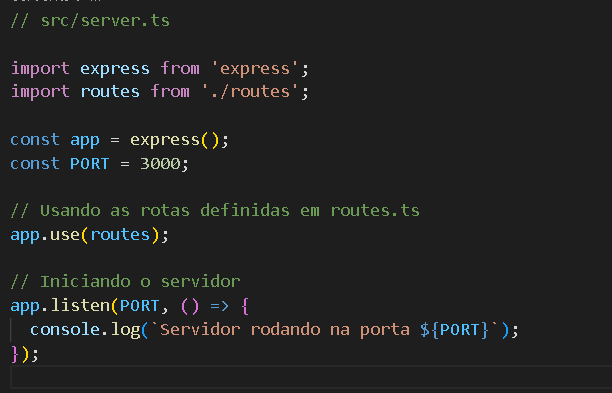 // src/server.ts
import express from 'express';
import routes from './routes';
const app = express();
const PORT = 3000;
// Usando as rotas definidas em routes.ts
app.use(routes);
// Iniciando o servidor
app.listen(PORT, () => {
  console.log(`Servidor rodando na porta ${PORT}`);
});